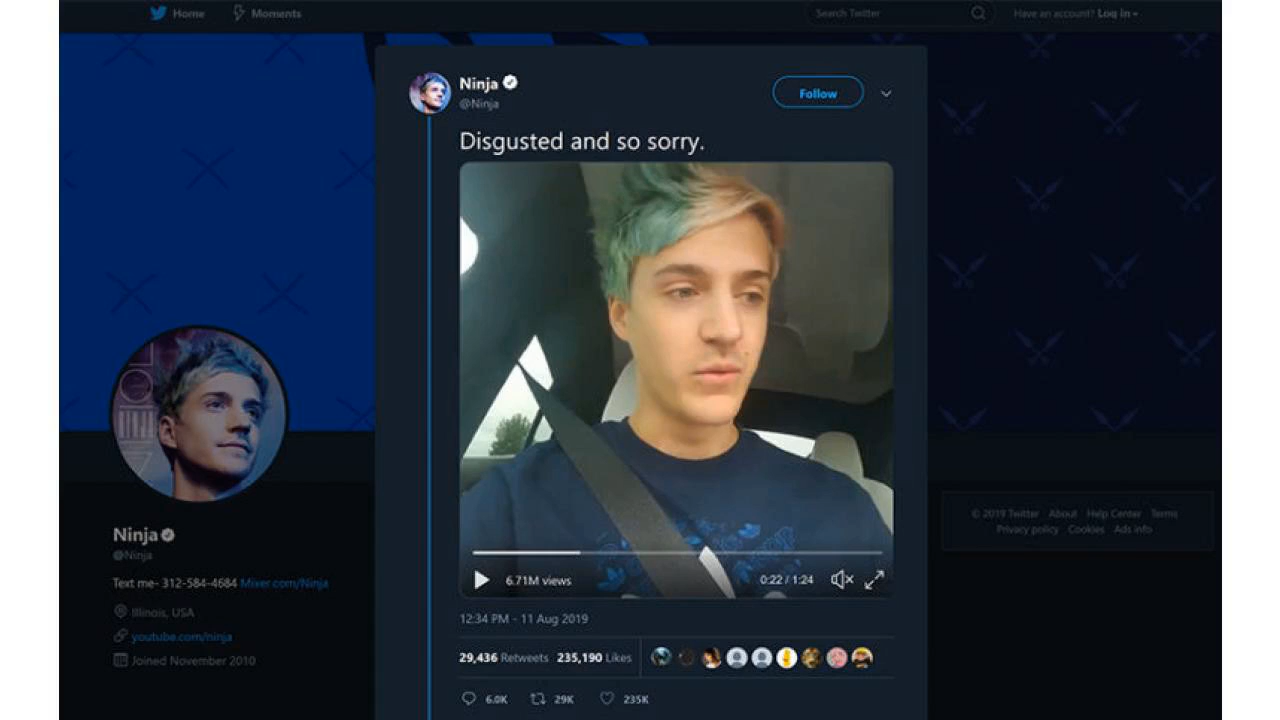 Home Moments Search Twitter Have an account? Log in
Ninja
@Ninja
Follow
Disgusted and so sorry.
6.71M views 0:22 / 1:24
12:34 PM - 11 Aug 2019
29,436 Retweets 235,190 Likes
6.0K 29K 235K
Ninja
@Ninja
Text me- 312-584-4684 Mixer.com/Ninja
Illinois, USA
youtube.com/ninja
Joined November 2010
© 2019 Twitter About Help Center Terms
Privacy policy Cookies Ads info